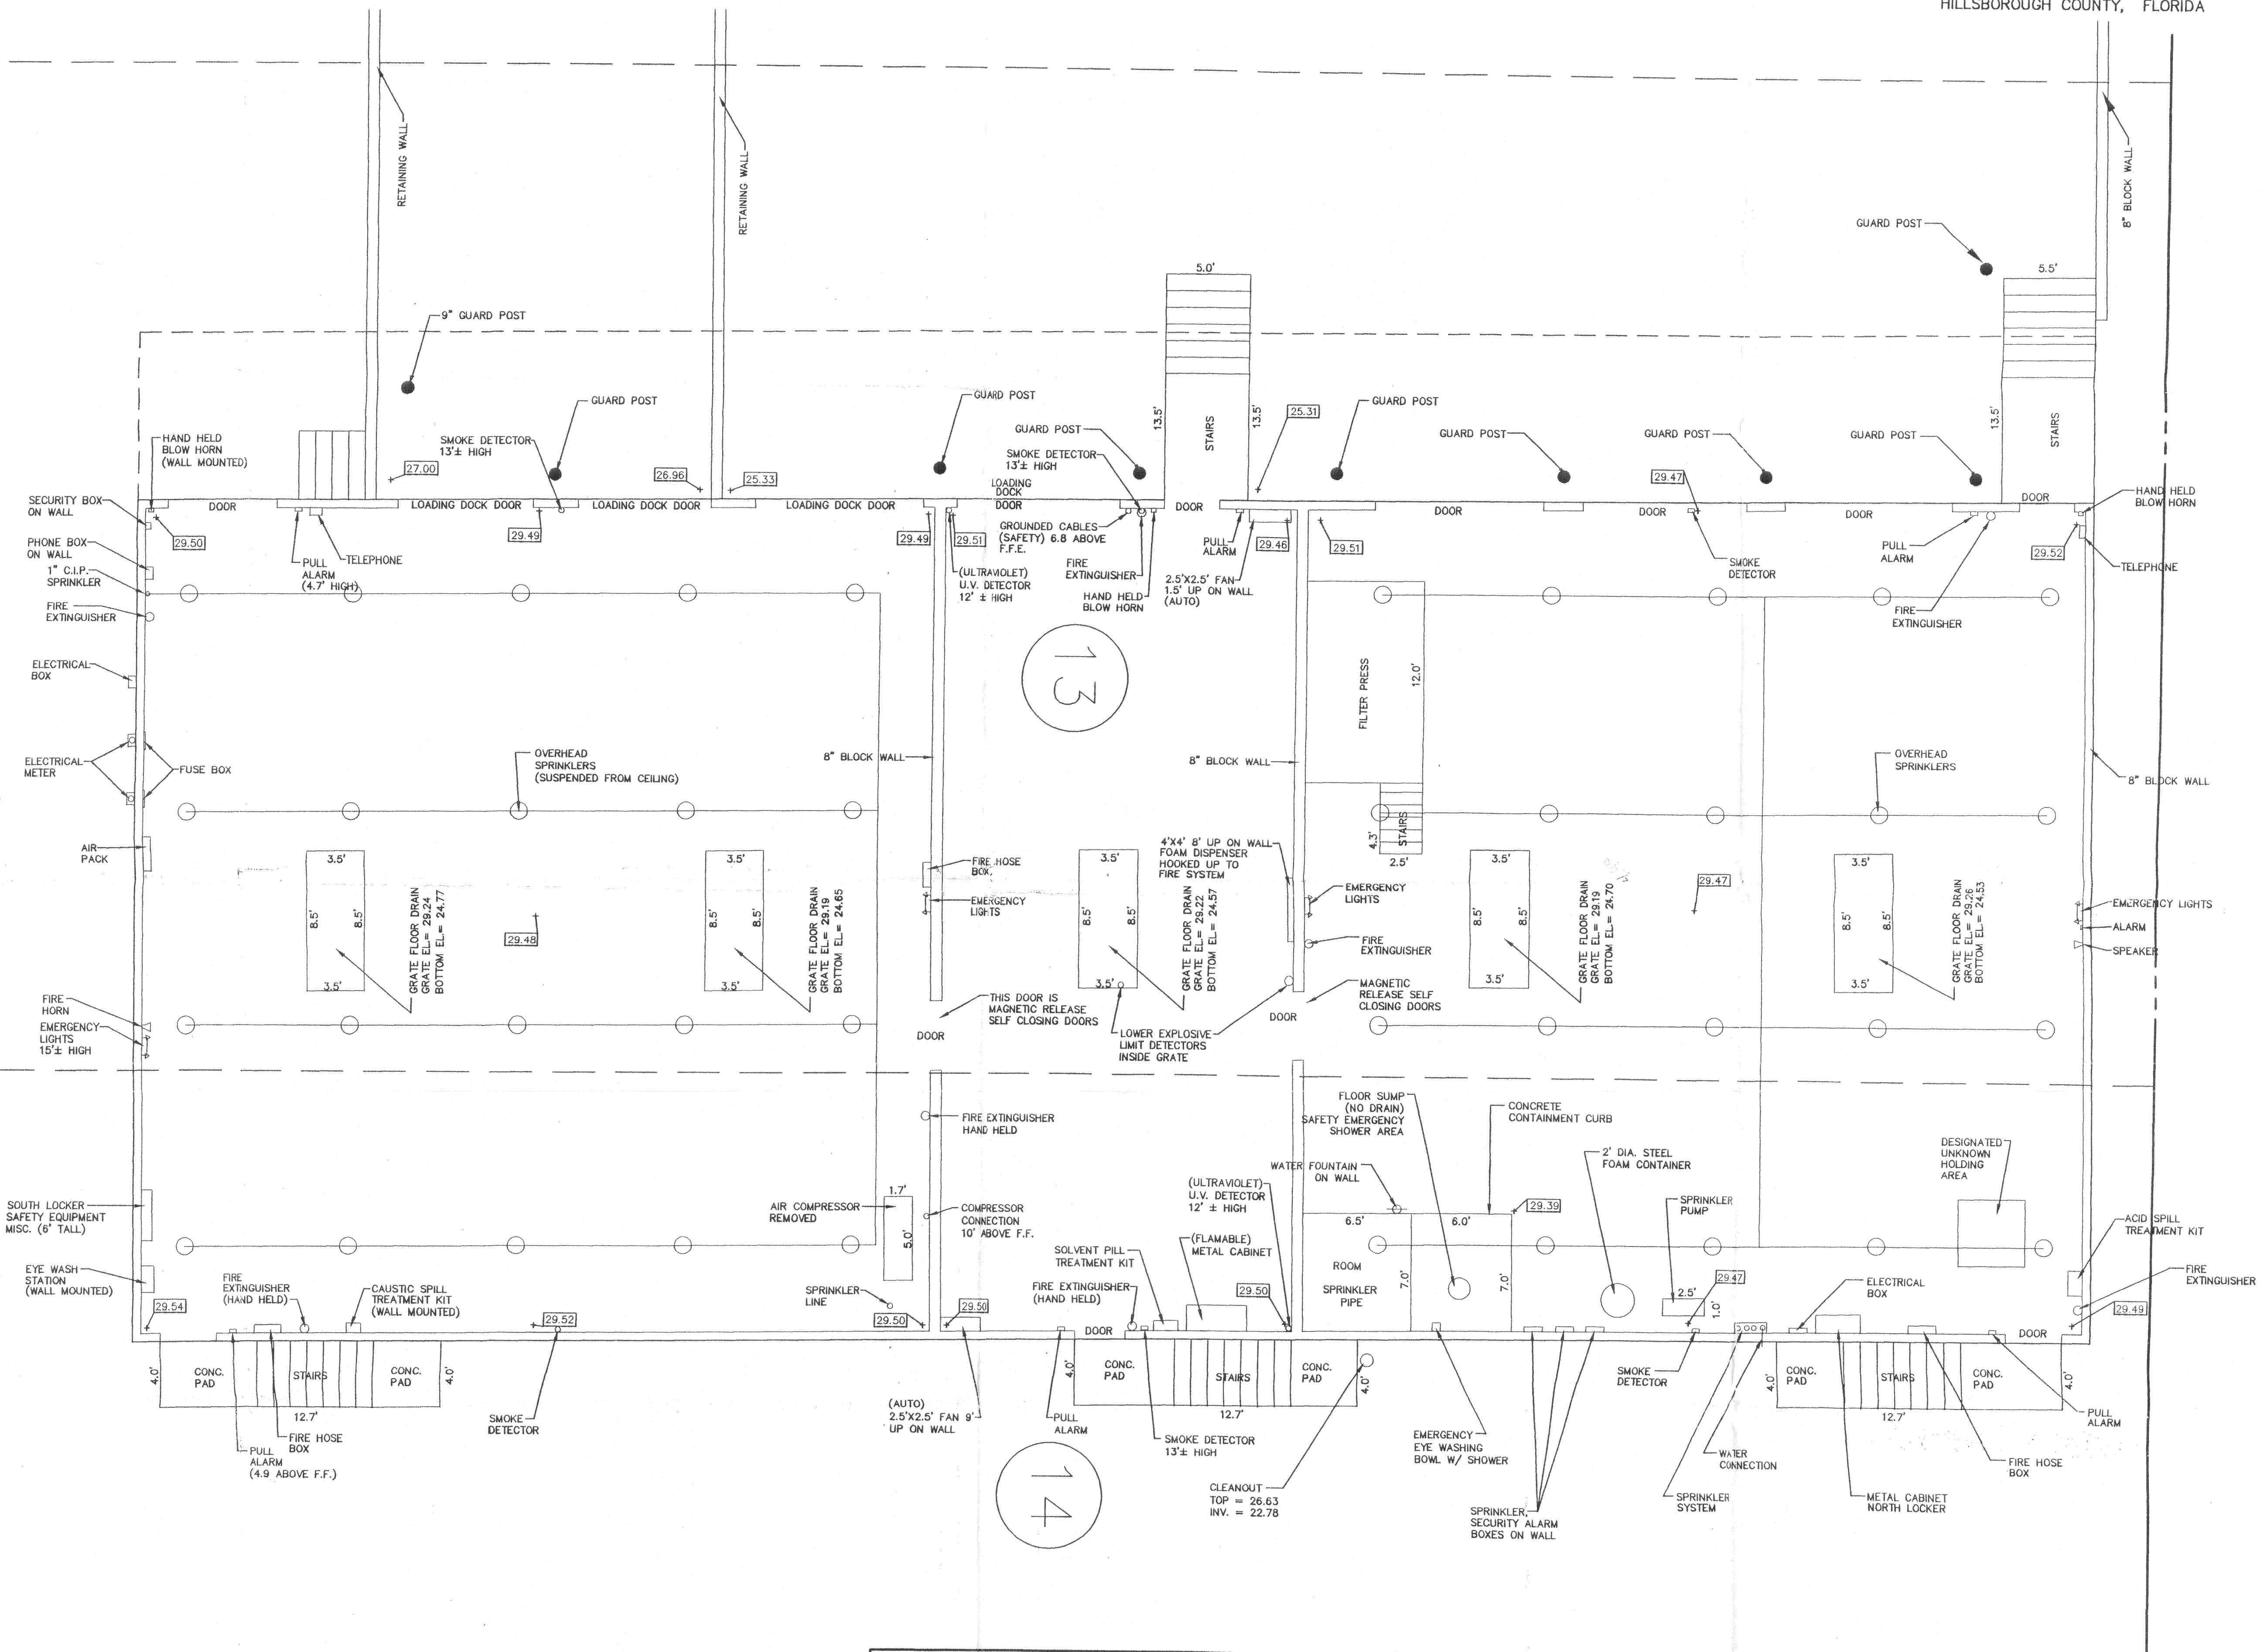 HILLSBOROUGH COUNTY, FLORIDA
RETAINING WALL
RETAINING WALL
8" BLOCK WALL
GUARD POST
5.0'
5.5'
9" GUARD POST
GUARD POST
GUARD POST
GUARD POST
GUARD POST
GUARD POST
GUARD POST
GUARD POST
13.5'
STAIRS
13.5'
25.31
13.5'
STAIRS
HAND HELD
BLOW HORN
(WALL MOUNTED)
SMOKE DETECTOR
13'± HIGH
SMOKE DETECTOR
13'± HIGH
27.00
26.96
25.33
29.47
SECURITY BOX
ON WALL
DOOR
LOADING DOCK DOOR
LOADING DOCK DOOR
LOADING DOCK DOOR
LOADING
DOCK
DOOR
DOOR
DOOR
DOOR
DOOR
DOOR
HAND HELD
BLOW HORN
29.50
29.49
29.49
29.51
GROUNDED CABLES
(SAFETY) 6.8 ABOVE
F.F.E.
PULL
ALARM
29.46
29.51
PULL
ALARM
29.52
PHONE BOX
ON WALL
1" C.I.P.
SPRINKLER
FIRE
EXTINGUISHER
PULL
ALARM
(4.7' HIGH)
TELEPHONE
(ULTRAVIOLET)
U.V. DETECTOR
12' ± HIGH
FIRE
EXTINGUISHER
HAND HELD
BLOW HORN
2.5'X2.5' FAN
1.5' UP ON WALL
(AUTO)
SMOKE
DETECTOR
TELEPHONE
FIRE
EXTINGUISHER
13
FILTER PRESS
12.0'
ELECTRICAL
BOX
ELECTRICAL
METER
FUSE BOX
OVERHEAD
SPRINKLERS
(SUSPENDED FROM CEILING)
8" BLOCK WALL
8" BLOCK WALL
OVERHEAD
SPRINKLERS
8" BLOCK WALL
AIR
PACK
4.3'
STAIRS
2.5'
4'X4' 8' UP ON WALL
FOAM DISPENSER
HOOKED UP TO
FIRE SYSTEM
FIRE HOSE
BOX
EMERGENCY
LIGHTS
EMERGENCY
LIGHTS
FIRE
EXTINGUISHER
3.5'
8.5'
8.5'
3.5'
GRATE FLOOR DRAIN
GRATE EL.= 29.24
BOTTOM EL.= 24.77
29.48
3.5'
8.5'
8.5'
3.5'
GRATE FLOOR DRAIN
GRATE EL.= 29.19
BOTTOM EL.= 24.65
3.5'
8.5'
8.5'
3.5'
GRATE FLOOR DRAIN
GRATE EL.= 29.22
BOTTOM EL.= 24.57
3.5'
8.5'
8.5'
3.5'
GRATE FLOOR DRAIN
GRATE EL.= 29.19
BOTTOM EL.= 24.70
29.47
3.5'
8.5'
8.5'
3.5'
GRATE FLOOR DRAIN
GRATE EL.= 29.26
BOTTOM EL.= 24.53
EMERGENCY LIGHTS
ALARM
SPEAKER
FIRE
HORN
EMERGENCY
LIGHTS
15'± HIGH
THIS DOOR IS
MAGNETIC RELEASE
SELF CLOSING DOORS
DOOR
LOWER EXPLOSIVE
LIMIT DETECTORS
INSIDE GRATE
MAGNETIC
RELEASE SELF
CLOSING DOORS
DOOR
FIRE EXTINGUISHER
HAND HELD
FLOOR SUMP
(NO DRAIN)
SAFETY EMERGENCY
SHOWER AREA
CONCRETE
CONTAINMENT CURB
2' DIA. STEEL
FOAM CONTAINER
DESIGNATED
UNKNOWN
HOLDING
AREA
SOUTH LOCKER
SAFETY EQUIPMENT
MISC. (6' TALL)
AIR COMPRESSOR
REMOVED
1.7'
5.0'
COMPRESSOR
CONNECTION
10' ABOVE F.F.
WATER FOUNTAIN
ON WALL
(ULTRAVIOLET)
U.V. DETECTOR
12' ± HIGH
6.5'
6.0'
29.39
SPRINKLER
PUMP
ACID SPILL
TREATMENT KIT
EYE WASH
STATION
(WALL MOUNTED)
FIRE
EXTINGUISHER
(HAND HELD)
CAUSTIC SPILL
TREATMENT KIT
(WALL MOUNTED)
SPRINKLER
LINE
SOLVENT PILL
TREATMENT KIT
(FLAMABLE)
METAL CABINET
FIRE EXTINGUISHER
(HAND HELD)
ROOM
SPRINKLER
PIPE
7.0'
7.0'
2.5'
1.0'
29.47
ELECTRICAL
BOX
FIRE
EXTINGUISHER
29.54
29.52
29.50
29.50
29.50
29.49
DOOR
DOOR
4.0'
CONC.
PAD
STAIRS
CONC.
PAD
4.0'
12.7'
4.0'
CONC.
PAD
STAIRS
CONC.
PAD
4.0'
12.7'
SMOKE
DETECTOR
4.0'
CONC.
PAD
STAIRS
CONC.
PAD
4.0'
12.7'
PULL
ALARM
(4.9 ABOVE F.F.)
FIRE HOSE
BOX
SMOKE
DETECTOR
(AUTO)
2.5'X2.5' FAN 9'
UP ON WALL
PULL
ALARM
SMOKE DETECTOR
13'± HIGH
EMERGENCY
EYE WASHING
BOWL W/ SHOWER
WATER
CONNECTION
FIRE HOSE
BOX
PULL
ALARM
14
CLEANOUT
TOP = 26.63
INV. = 22.78
SPRINKLER,
SECURITY ALARM
BOXES ON WALL
SPRINKLER
SYSTEM
METAL CABINET
NORTH LOCKER